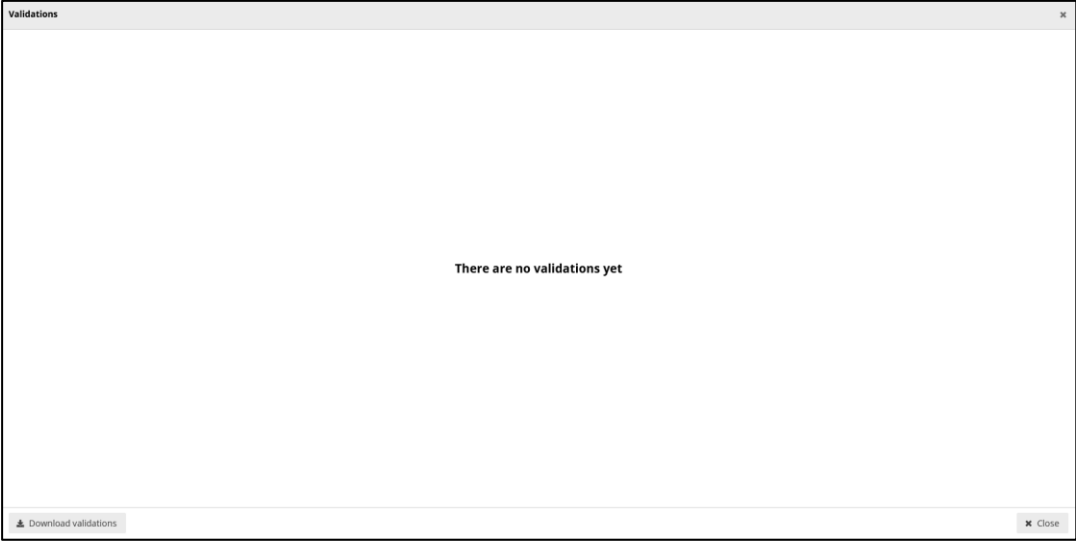 Validations
There are no validations yet
Download validations
Close